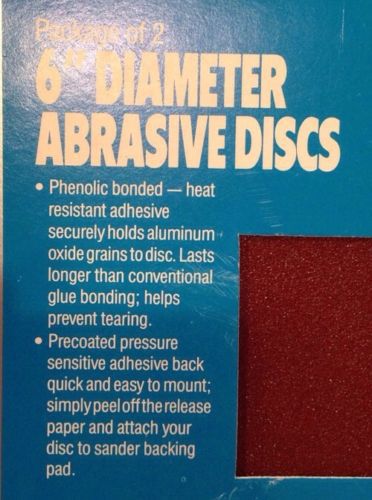 Package of 2
6" DIAMETER
ABRASIVE DISCS
• Phenolic bonded — heat
resistant adhesive
securely holds aluminum
oxide grains to disc. Lasts
longer than conventional
glue bonding; helps
prevent tearing.
• Precoated pressure
sensitive adhesive back
quick and easy to mount;
simply peel off the release
paper and attach your
disc to sander backing
pad.